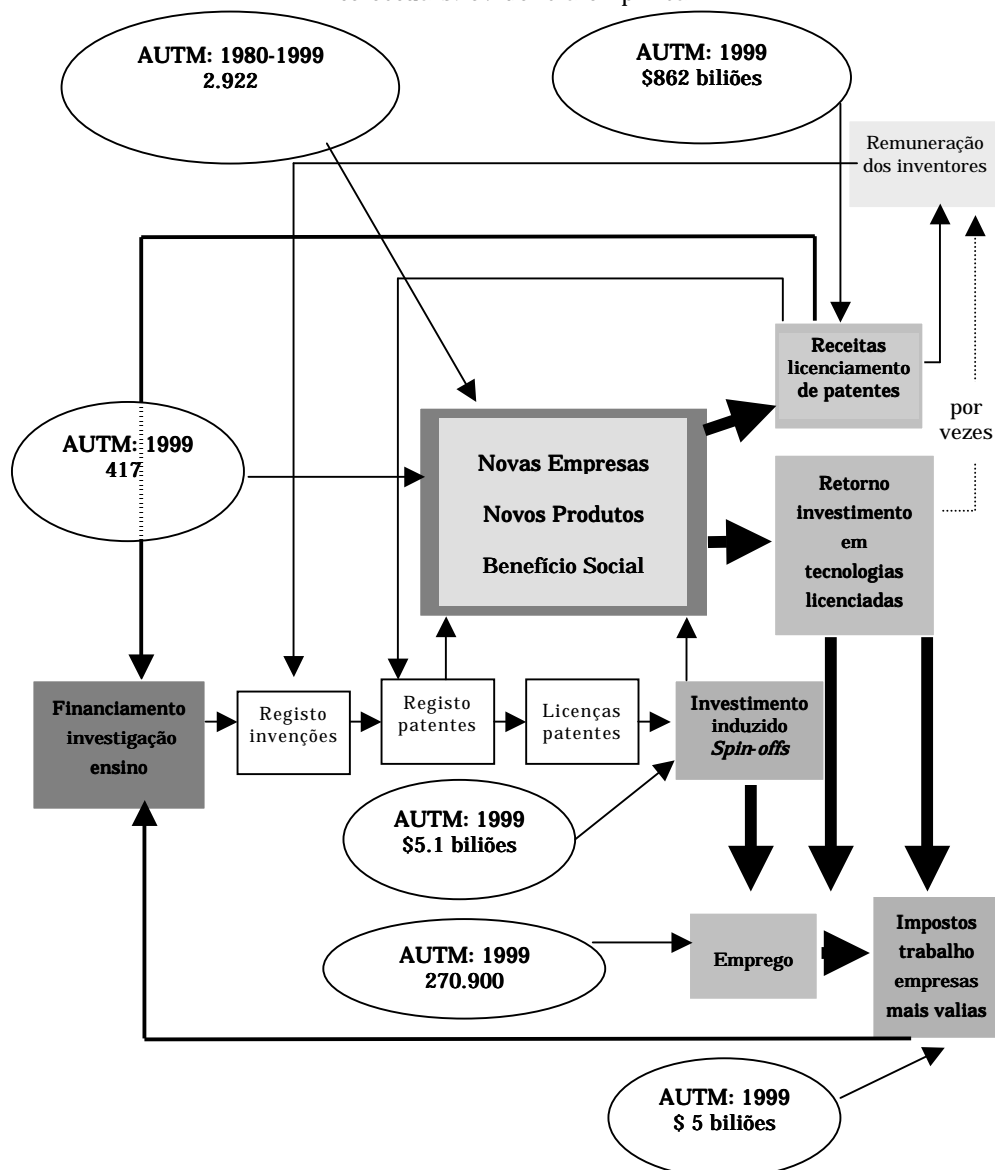 AUTM: 1980-1999
2.922
AUTM: 1999
$862 biliões
Remuneração
dos inventores
Receitas
licenciamento
de patentes
por
vezes
AUTM: 1999
417
Novas Empresas
Novos Produtos
Benefício Social
Retorno
investimento
em
tecnologias
licenciadas
Financiamento
investigação
ensino
Registo
invenções
Registo
patentes
Licenças
patentes
Investimento
induzido
Spin-offs
AUTM: 1999
$5.1 biliões
AUTM: 1999
270.900
Emprego
Impostos
trabalho
empresas
mais valias
AUTM: 1999
$ 5 biliões